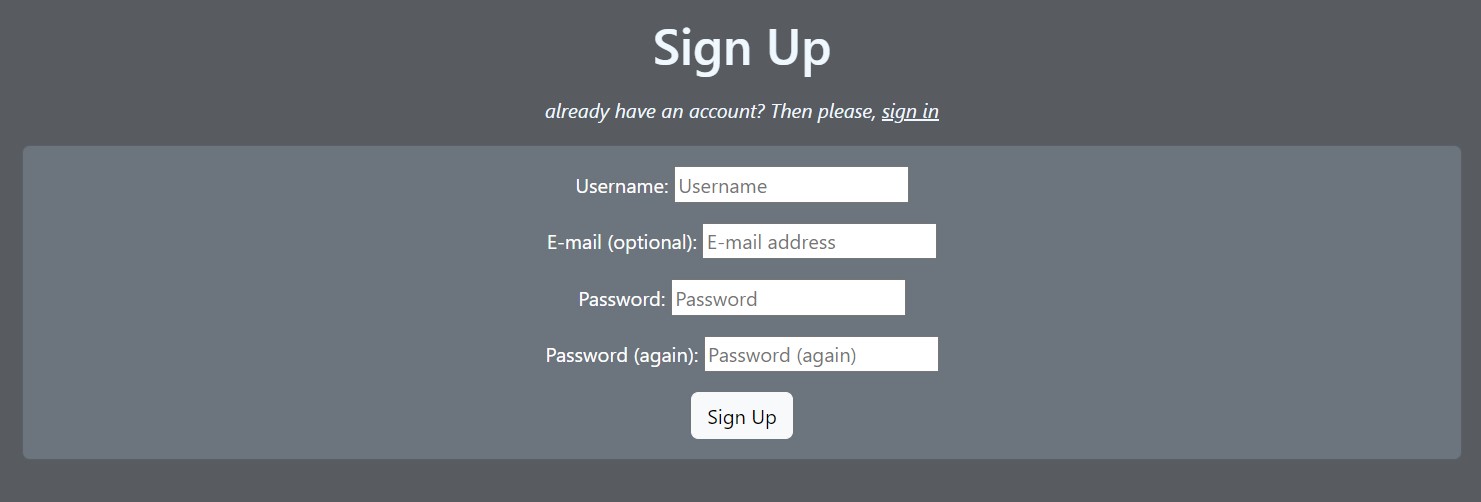 Sign Up
already have an account? Then please, sign in
Username: Username
E-mail (optional): E-mail address
Password: Password
Password (again): Password (again)
Sign Up